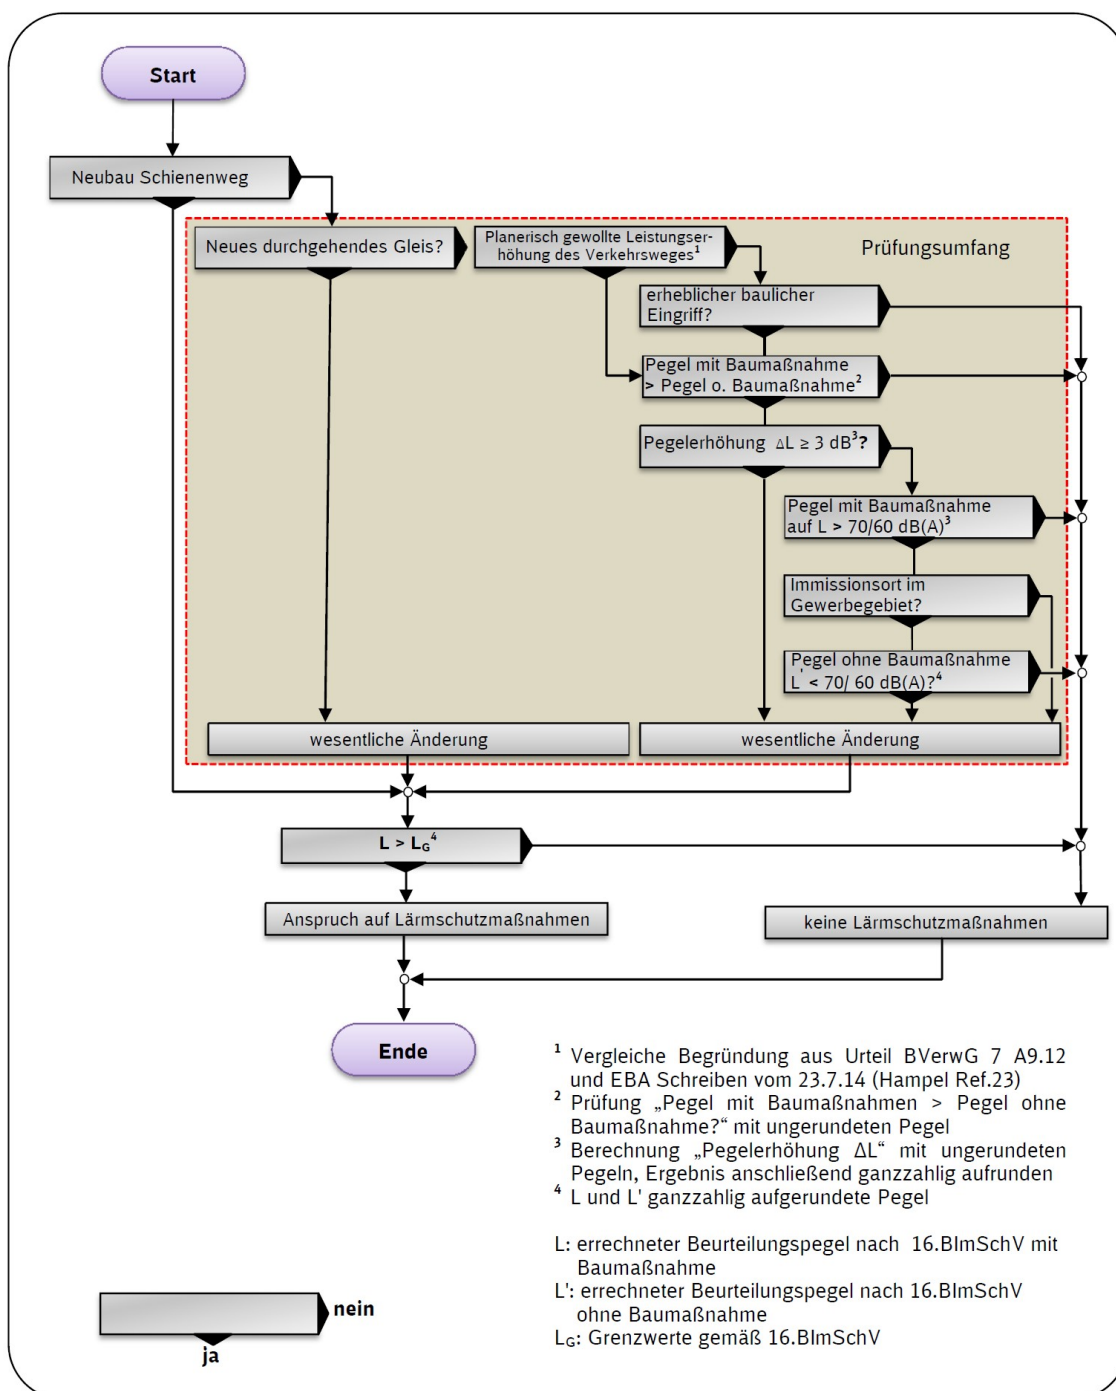 Start
Neubau Schienenweg
Neues durchgehendes Gleis?
Planerisch gewollte Leistungser-
höhung des Verkehrsweges¹
Prüfungsumfang
erheblicher baulicher
Eingriff?
Pegel mit Baumaßnahme
> Pegel o. Baumaßnahme²
Pegelerhöhung ΔL ≥ 3 dB³?
Pegel mit Baumaßnahme
auf L > 70/60 dB(A)³
Immissionsort im
Gewerbegebiet?
Pegel ohne Baumaßnahme
L' < 70/ 60 dB(A)?⁴
wesentliche Änderung
wesentliche Änderung
L > L_G⁴
Anspruch auf Lärmschutzmaßnahmen
keine Lärmschutzmaßnahmen
Ende
¹ Vergleiche Begründung aus Urteil BVerwG 7 A9.12
und EBA Schreiben vom 23.7.14 (Hampel Ref.23)
² Prüfung „Pegel mit Baumaßnahmen > Pegel ohne
Baumaßnahme?“ mit ungerundeten Pegel
³ Berechnung „Pegelerhöhung ΔL“ mit ungerundeten
Pegeln, Ergebnis anschließend ganzzahlig aufrunden
⁴ L und L' ganzzahlig aufgerundete Pegel
L: errechneter Beurteilungspegel nach 16.BImSchV mit
Baumaßnahme
L': errechneter Beurteilungspegel nach 16.BImSchV
ohne Baumaßnahme
L_G: Grenzwerte gemäß 16.BImSchV
nein
ja